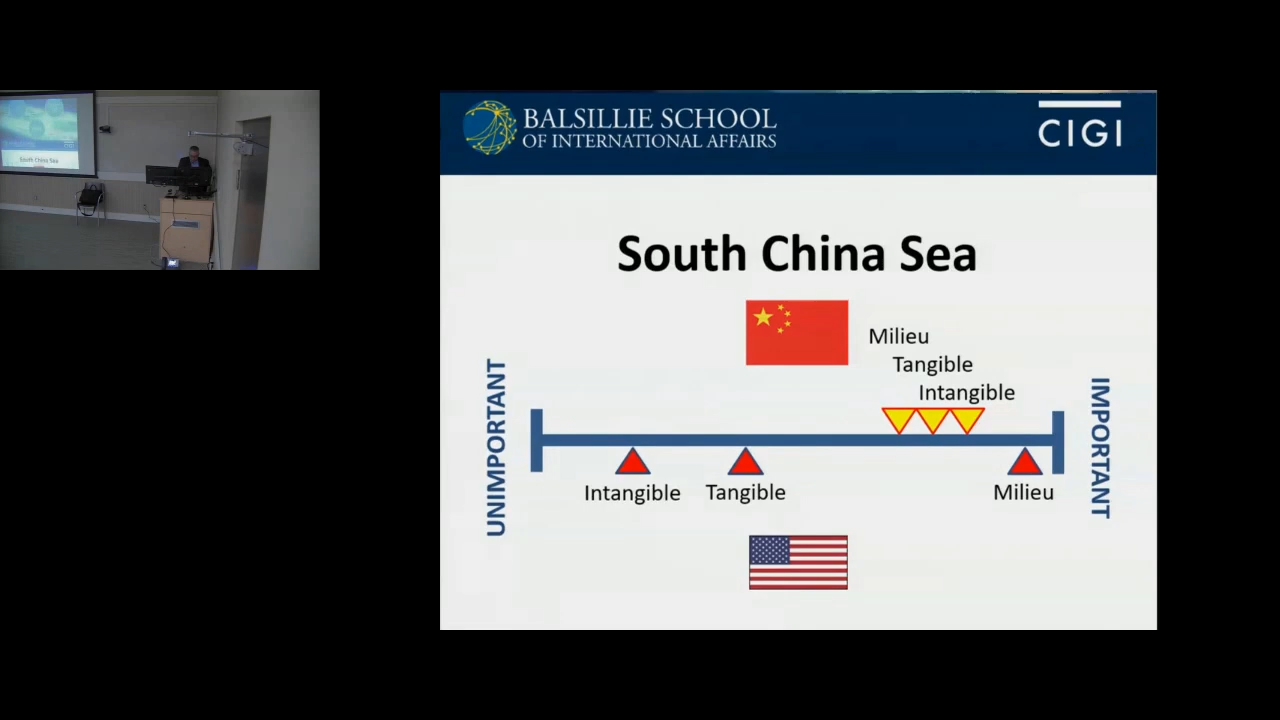 South China Sea
BALSILLIE SCHOOL
OF INTERNATIONAL AFFAIRS
CIGI
South China Sea
Milieu
Tangible
Intangible
UNIMPORTANT
IMPORTANT
Intangible
Tangible
Milieu